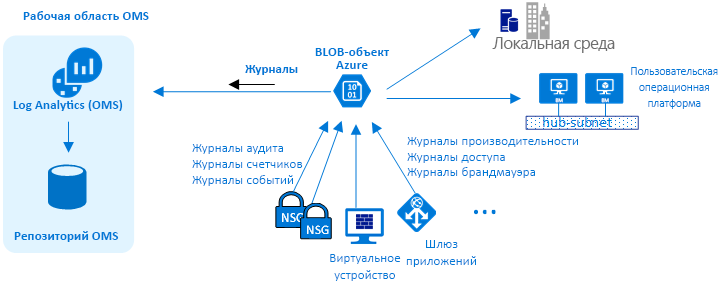 Рабочая область OMS
Log Analytics (OMS)
Репозиторий OMS
Журналы
BLOB-объект
Azure
10
01
Локальная среда
Пользовательская
операционная
платформа
ВМ
ВМ
hub-subnet
Журналы аудита
Журналы счетчиков
Журналы событий
Журналы производительности
Журналы доступа
Журналы брандмауэра
NSG
NSG
Виртуальное
устройство
Шлюз
приложений
...